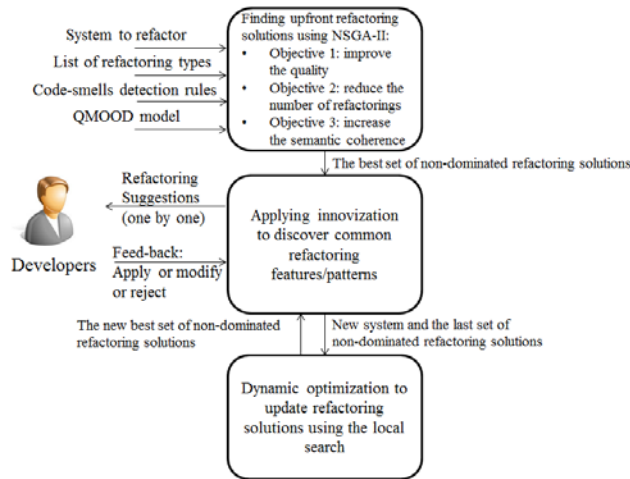 System to refactor
List of refactoring types
Code-smells detection rules
QMOOD model
Finding upfront refactoring
solutions using NSGA-II:
• Objective 1: improve
the quality
• Objective 2: reduce the
number of refactorings
• Objective 3: increase
the semantic coherence
The best set of non-dominated refactoring solutions
Refactoring
Suggestions
(one by one)
Developers
Feed-back:
Apply or modify
or reject
Applying innovization
to discover common
refactoring
features/patterns
The new best set of non-dominated
refactoring solutions
New system and the last set of
non-dominated refactoring solutions
Dynamic optimization to
update refactoring
solutions using the local
search